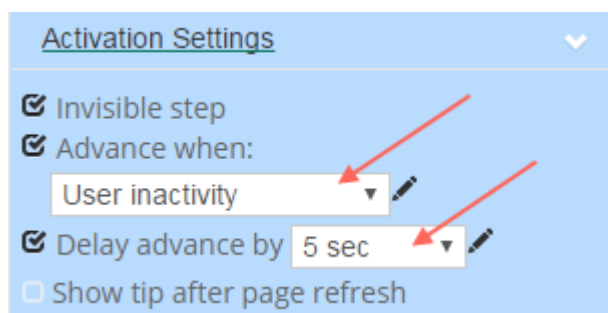 Activation Settings
Invisible step
Advance when:
User inactivity
Delay advance by 5 sec
Show tip after page refresh